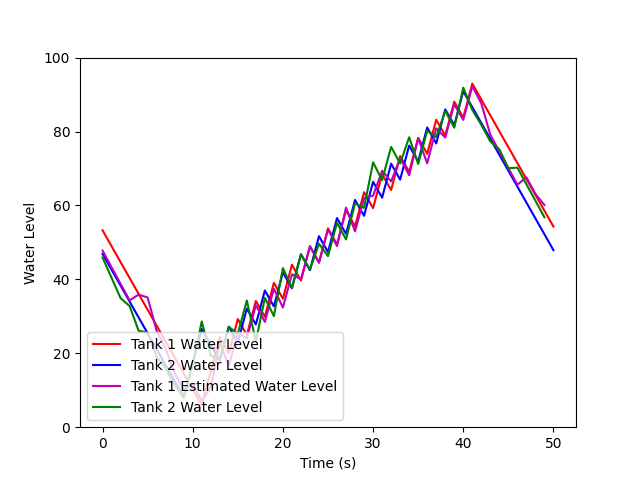 100
80
60
40
20
0
Water Level
Tank 1 Water Level
Tank 2 Water Level
Tank 1 Estimated Water Level
Tank 2 Water Level
0 10 20 30 40 50
Time (s)